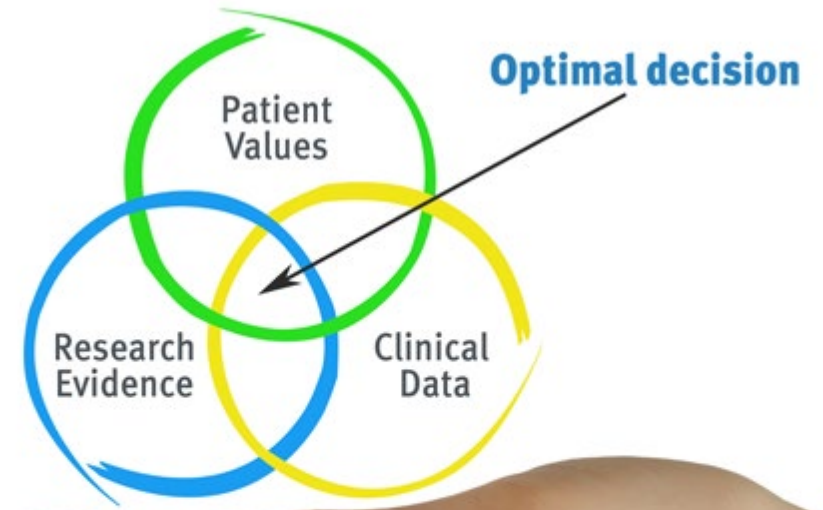 Optimal decision
Patient
Values
Research
Evidence
Clinical
Data